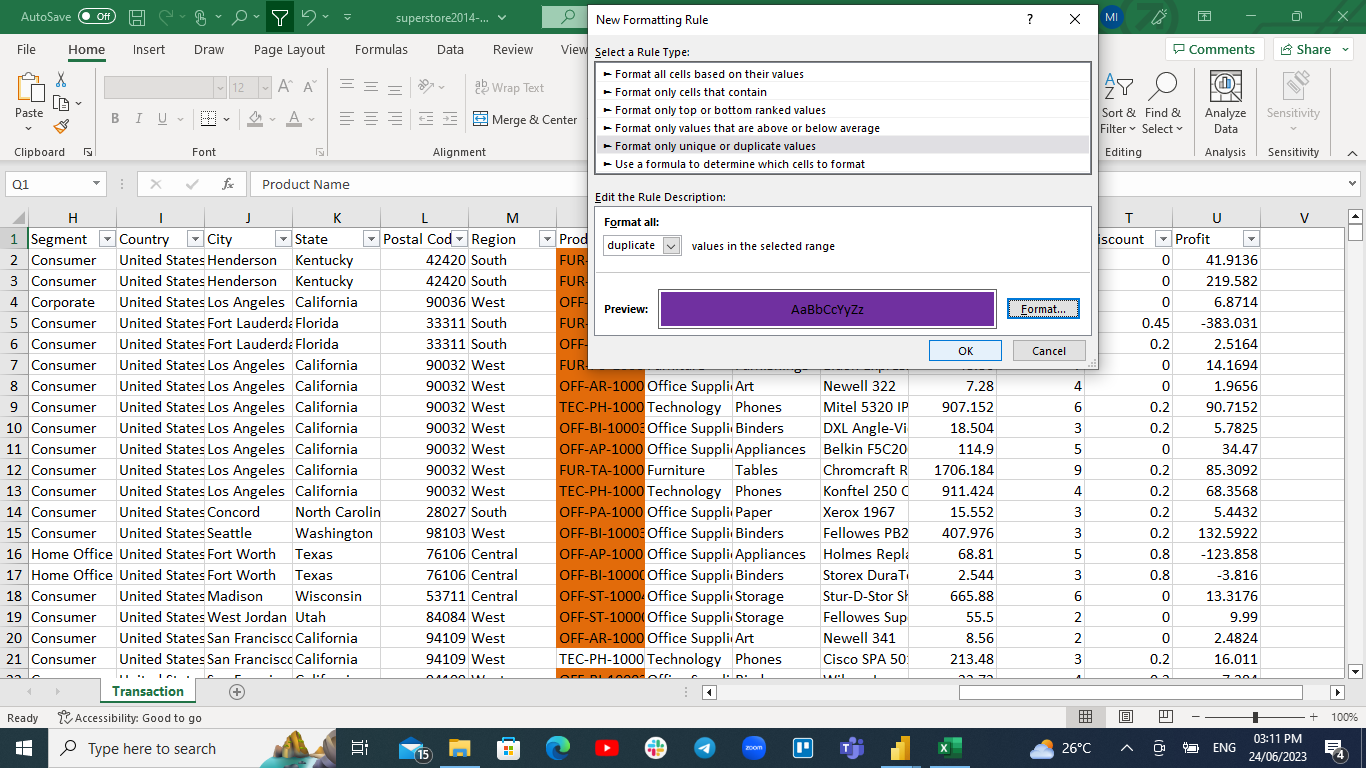 AutoSave Off superstore2014-... MI
File Home Insert Draw Page Layout Formulas Data Review View Comments Share
Paste Clipboard
12 B I U A A A Font
ab Wrap Text
Merge & Center
Alignment
Sort & Filter Find & Select Editing
Analyze Data Analysis
Sensitivity Sensitivity
New Formatting Rule ?
Select a Rule Type:
► Format all cells based on their values
► Format only cells that contain
► Format only top or bottom ranked values
► Format only values that are above or below average
► Format only unique or duplicate values
► Use a formula to determine which cells to format
Edit the Rule Description:
Format all:
duplicate values in the selected range
Preview: AaBbCcYyZz Format...
OK Cancel
Q1 fx Product Name
H I J K L M T U V
1 Segment Country City State Postal Cod Region Prod iscount Profit
2 Consumer United States Henderson Kentucky 42420 South FUR- 0 41.9136
3 Consumer United States Henderson Kentucky 42420 South FUR- 0 219.582
4 Corporate United States Los Angeles California 90036 West OFF- 0 6.8714
5 Consumer United States Fort Lauderda Florida 33311 South FUR- 0.45 -383.031
6 Consumer United States Fort Lauderda Florida 33311 South OFF- 0.2 2.5164
7 Consumer United States Los Angeles California 90032 West 0 14.1694
8 Consumer United States Los Angeles California 90032 West OFF-AR-1000 Office Suppli Art Newell 322 7.28 4 0 1.9656
9 Consumer United States Los Angeles California 90032 West TEC-PH-1000 Technology Phones Mitel 5320 IP 907.152 6 0.2 90.7152
10 Consumer United States Los Angeles California 90032 West OFF-BI-10003 Office Suppli Binders DXL Angle-Vi 18.504 3 0.2 5.7825
11 Consumer United States Los Angeles California 90032 West OFF-AP-1000 Office Suppli Appliances Belkin F5C20 114.9 5 0 34.47
12 Consumer United States Los Angeles California 90032 West FUR-TA-1000 Furniture Tables Chromcraft R 1706.184 9 0.2 85.3092
13 Consumer United States Los Angeles California 90032 West TEC-PH-1000 Technology Phones Konftel 250 C 911.424 4 0.2 68.3568
14 Consumer United States Concord North Carolin 28027 South OFF-PA-1000 Office Suppli Paper Xerox 1967 15.552 3 0.2 5.4432
15 Consumer United States Seattle Washington 98103 West OFF-BI-10003 Office Suppli Binders Fellowes PB2 407.976 3 0.2 132.5922
16 Home Office United States Fort Worth Texas 76106 Central OFF-AP-1000 Office Suppli Appliances Holmes Repla 68.81 5 0.8 -123.858
17 Home Office United States Fort Worth Texas 76106 Central OFF-BI-10000 Office Suppli Binders Storex DuraT 2.544 3 0.8 -3.816
18 Consumer United States Madison Wisconsin 53711 Central OFF-ST-10004 Office Suppli Storage Stur-D-Stor Sh 665.88 6 0 13.3176
19 Consumer United States West Jordan Utah 84084 West OFF-ST-1000 Office Suppli Storage Fellowes Sup 55.5 2 0 9.99
20 Consumer United States San Francisco California 94109 West OFF-AR-1000 Office Suppli Art Newell 341 8.56 2 0 2.4824
21 Consumer United States San Francisco California 94109 West TEC-PH-1000 Technology Phones Cisco SPA 50 213.48 3 0.2 16.011
Transaction
Ready Accessibility: Good to go 100%
Type here to search 15 zoom 26°C ENG 03:11 PM
24/06/2023 4